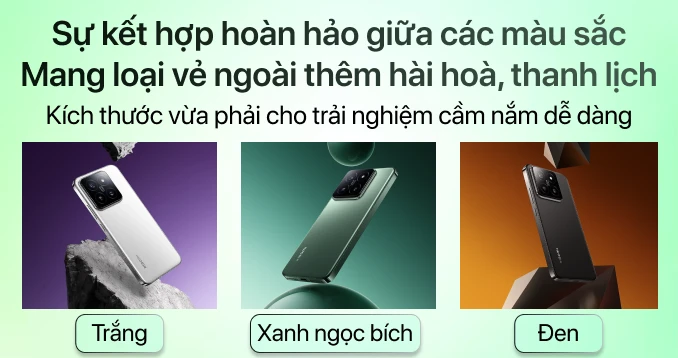 Sự kết hợp hoàn hảo giữa các màu sắc
Mang loại vẻ ngoài thêm hài hoà, thanh lịch
Kích thước vừa phải cho trải nghiệm cầm nắm dễ dàng
Trắng
Xanh ngọc bích
Đen